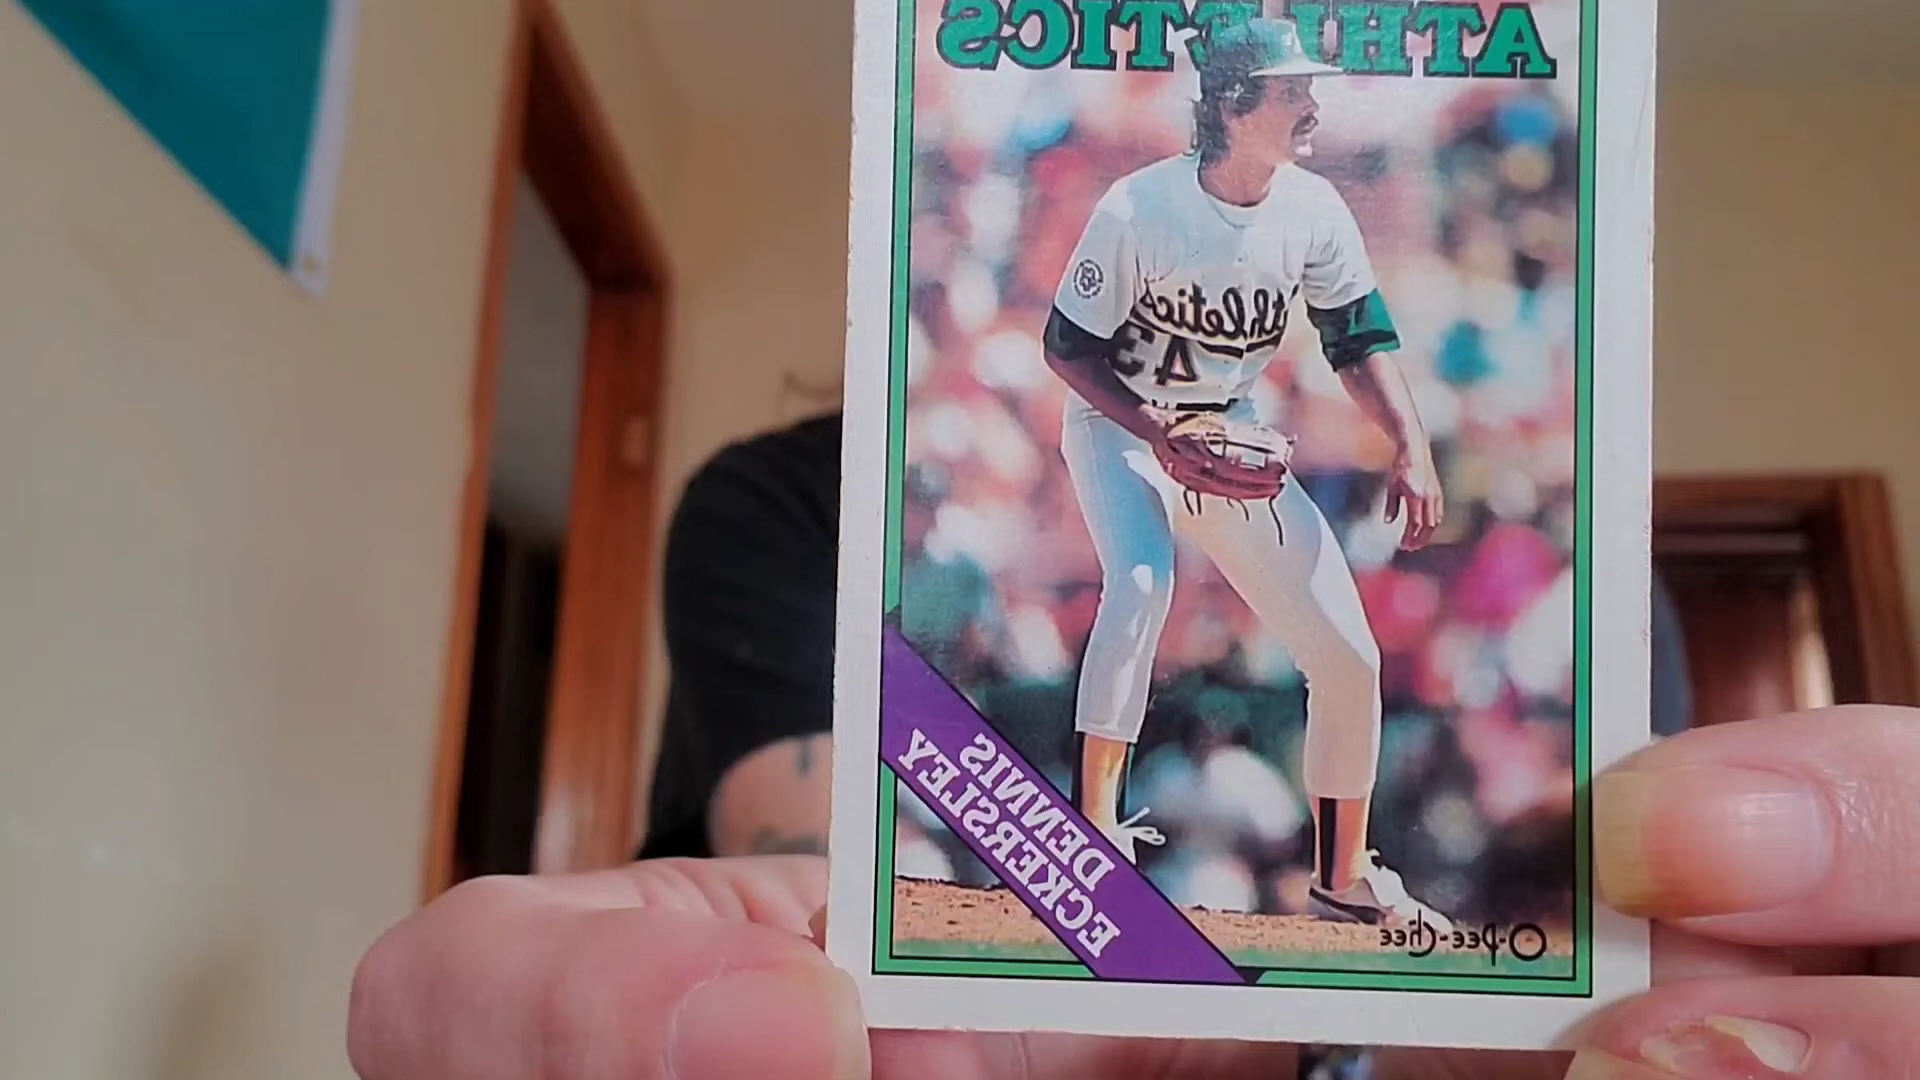 ATHLETICS
Athletics
43
DENNIS
ECKERSLEY
O-Pee-Chee